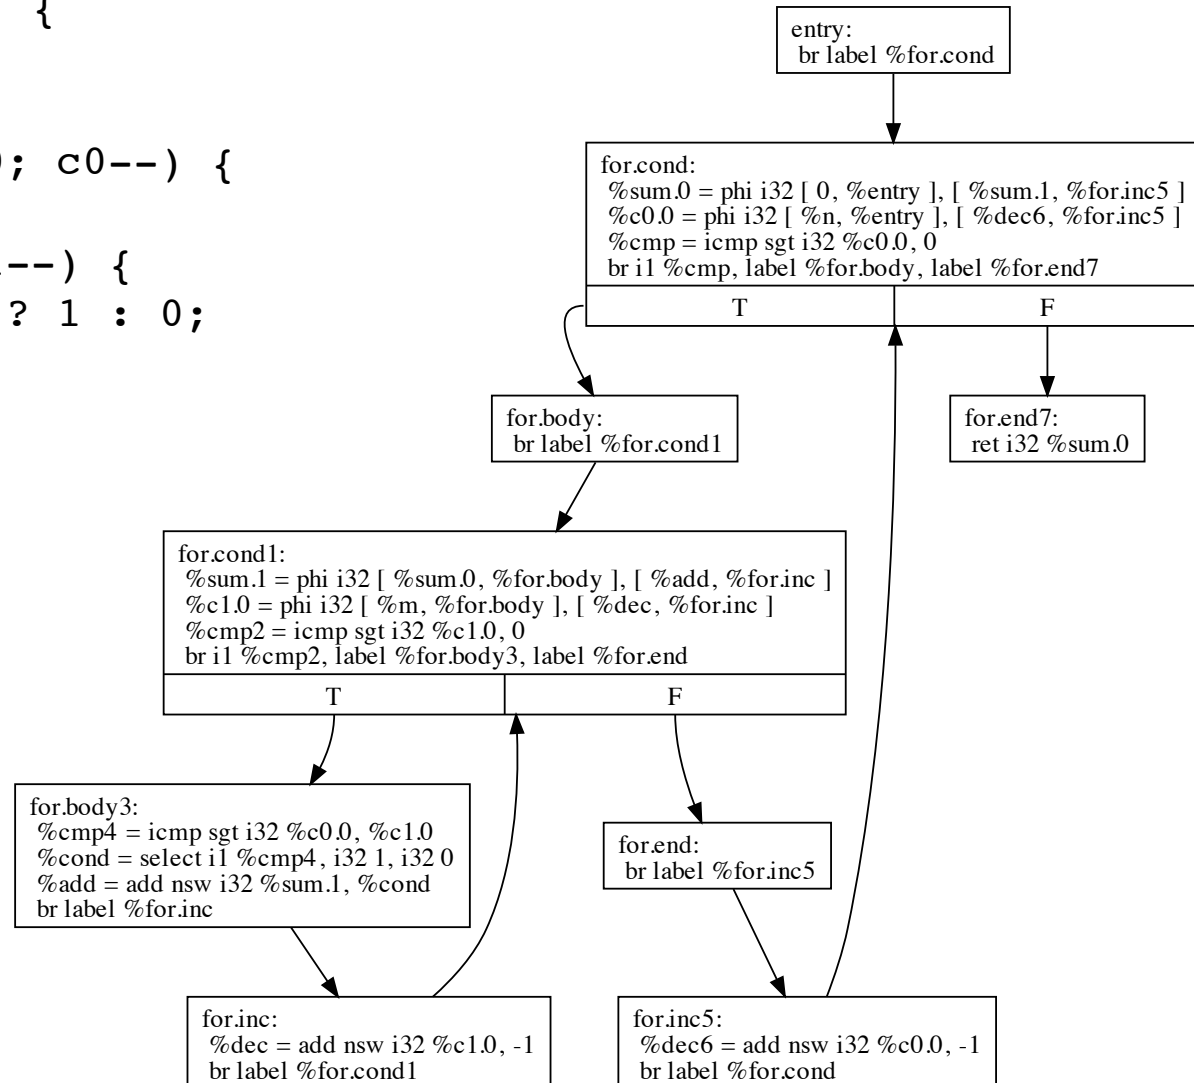 {
; c0--) {
--) {
? 1 : 0;
entry:
br label %for.cond
for.cond:
%sum.0 = phi i32 [ 0, %entry ], [ %sum.1, %for.inc5 ]
%c0.0 = phi i32 [ %n, %entry ], [ %dec6, %for.inc5 ]
%cmp = icmp sgt i32 %c0.0, 0
br i1 %cmp, label %for.body, label %for.end7
T
F
for.body:
br label %for.cond1
for.end7:
ret i32 %sum.0
for.cond1:
%sum.1 = phi i32 [ %sum.0, %for.body ], [ %add, %for.inc ]
%c1.0 = phi i32 [ %m, %for.body ], [ %dec, %for.inc ]
%cmp2 = icmp sgt i32 %c1.0, 0
br i1 %cmp2, label %for.body3, label %for.end
T
F
for.body3:
%cmp4 = icmp sgt i32 %c0.0, %c1.0
%cond = select i1 %cmp4, i32 1, i32 0
%add = add nsw i32 %sum.1, %cond
br label %for.inc
for.end:
br label %for.inc5
for.inc:
%dec = add nsw i32 %c1.0, -1
br label %for.cond1
for.inc5:
%dec6 = add nsw i32 %c0.0, -1
br label %for.cond